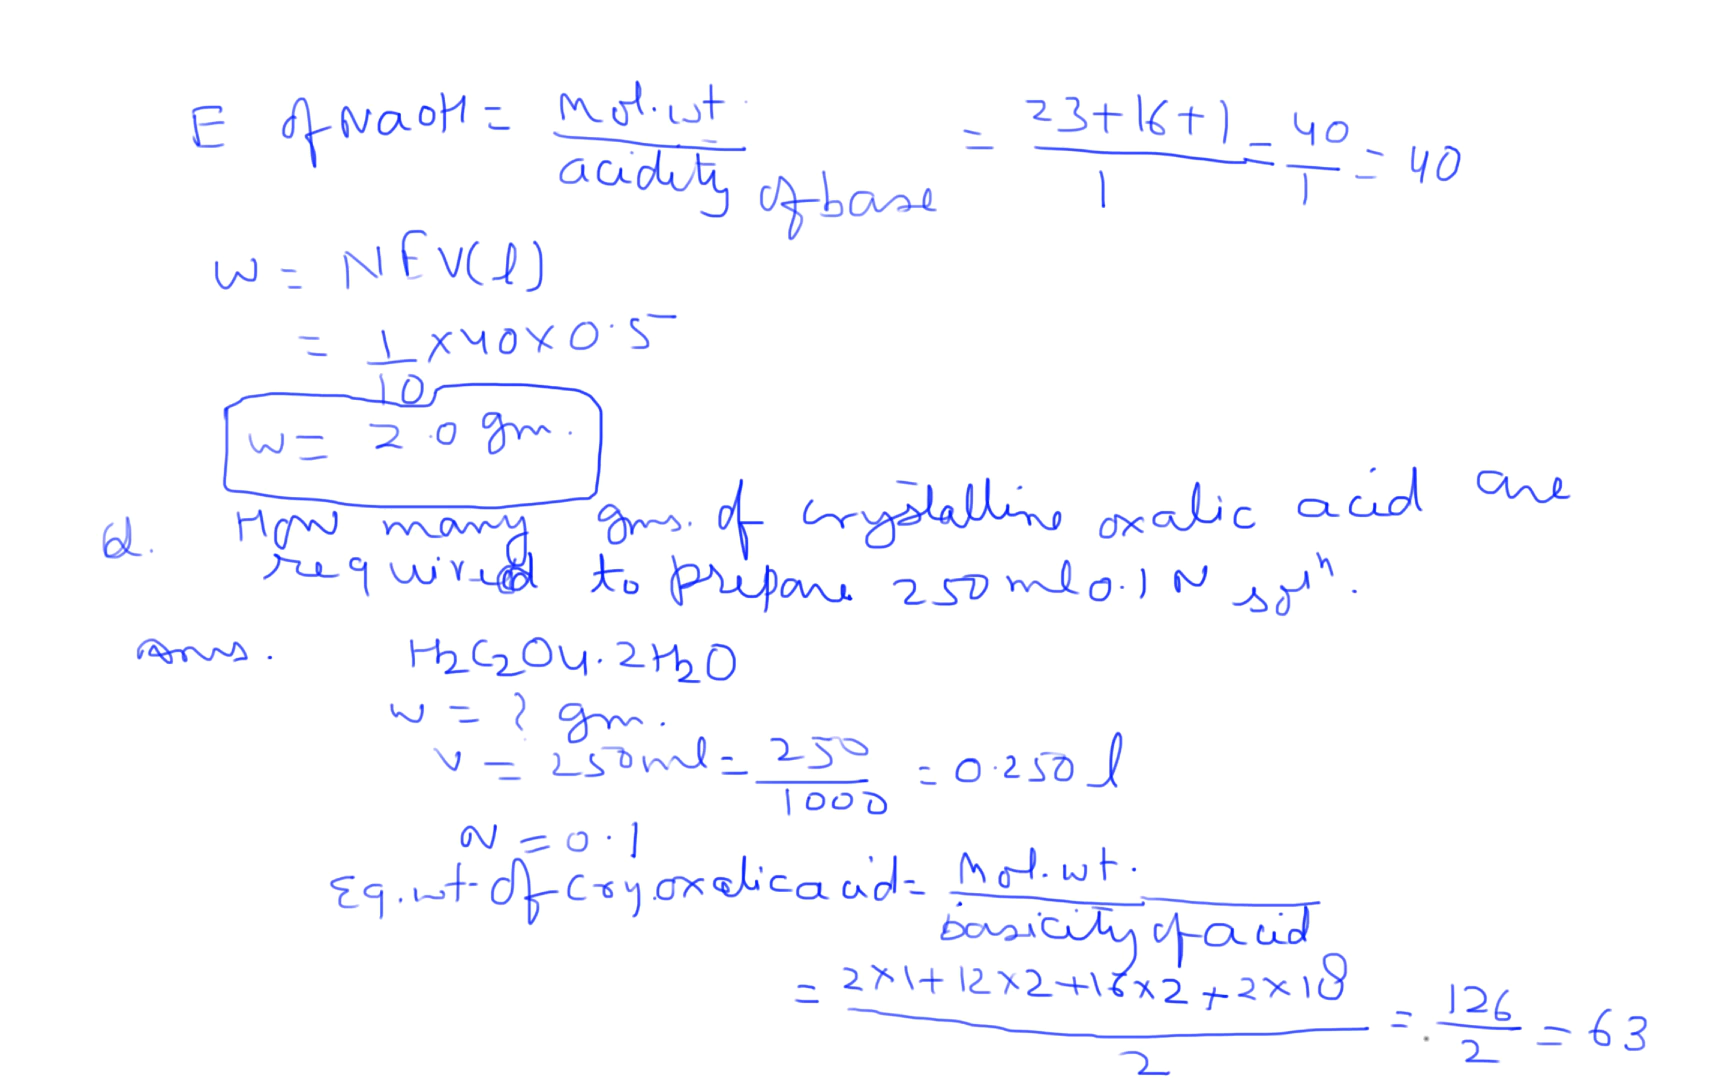 E of NaOH = Mol.wt. / acidity of base = 23+16+1 / 1 = 40 / 1 = 40
w = NEV(l)
= 1/10 x 40 x 0.5
w = 2.0 gm.
Q. How many gms. of crystalline oxalic acid are
required to prepare 250 ml 0.1 N solⁿ.
Ans. H2C2O4.2H2O
w = ? gm.
v = 250ml = 250 / 1000 = 0.250 l
N = 0.1
Eq.wt. of Cry.oxalic acid = Mol.wt. / basicity of acid
= 2×1+12×2+16×2+2×18 / 2 = 126 / 2 = 63